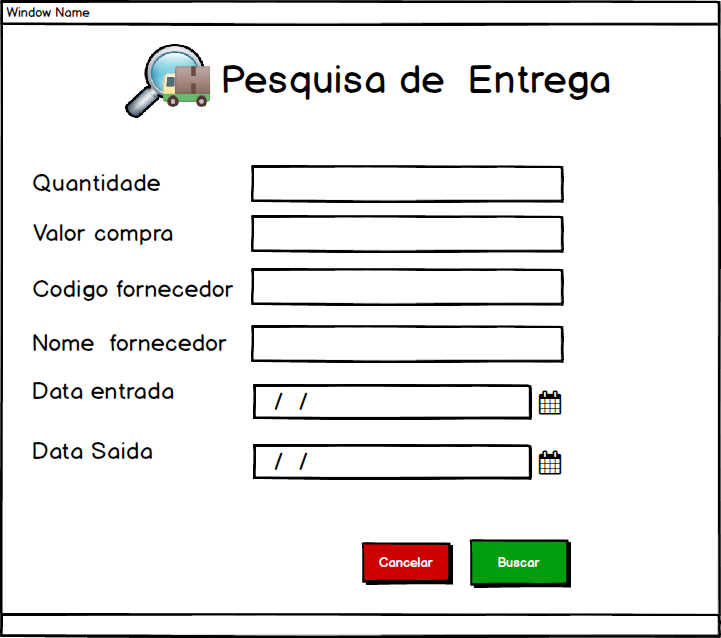 Window Name
Pesquisa de Entrega
Quantidade
Valor compra
Codigo fornecedor
Nome fornecedor
Data entrada
/ /
Data Saida
/ /
Cancelar
Buscar